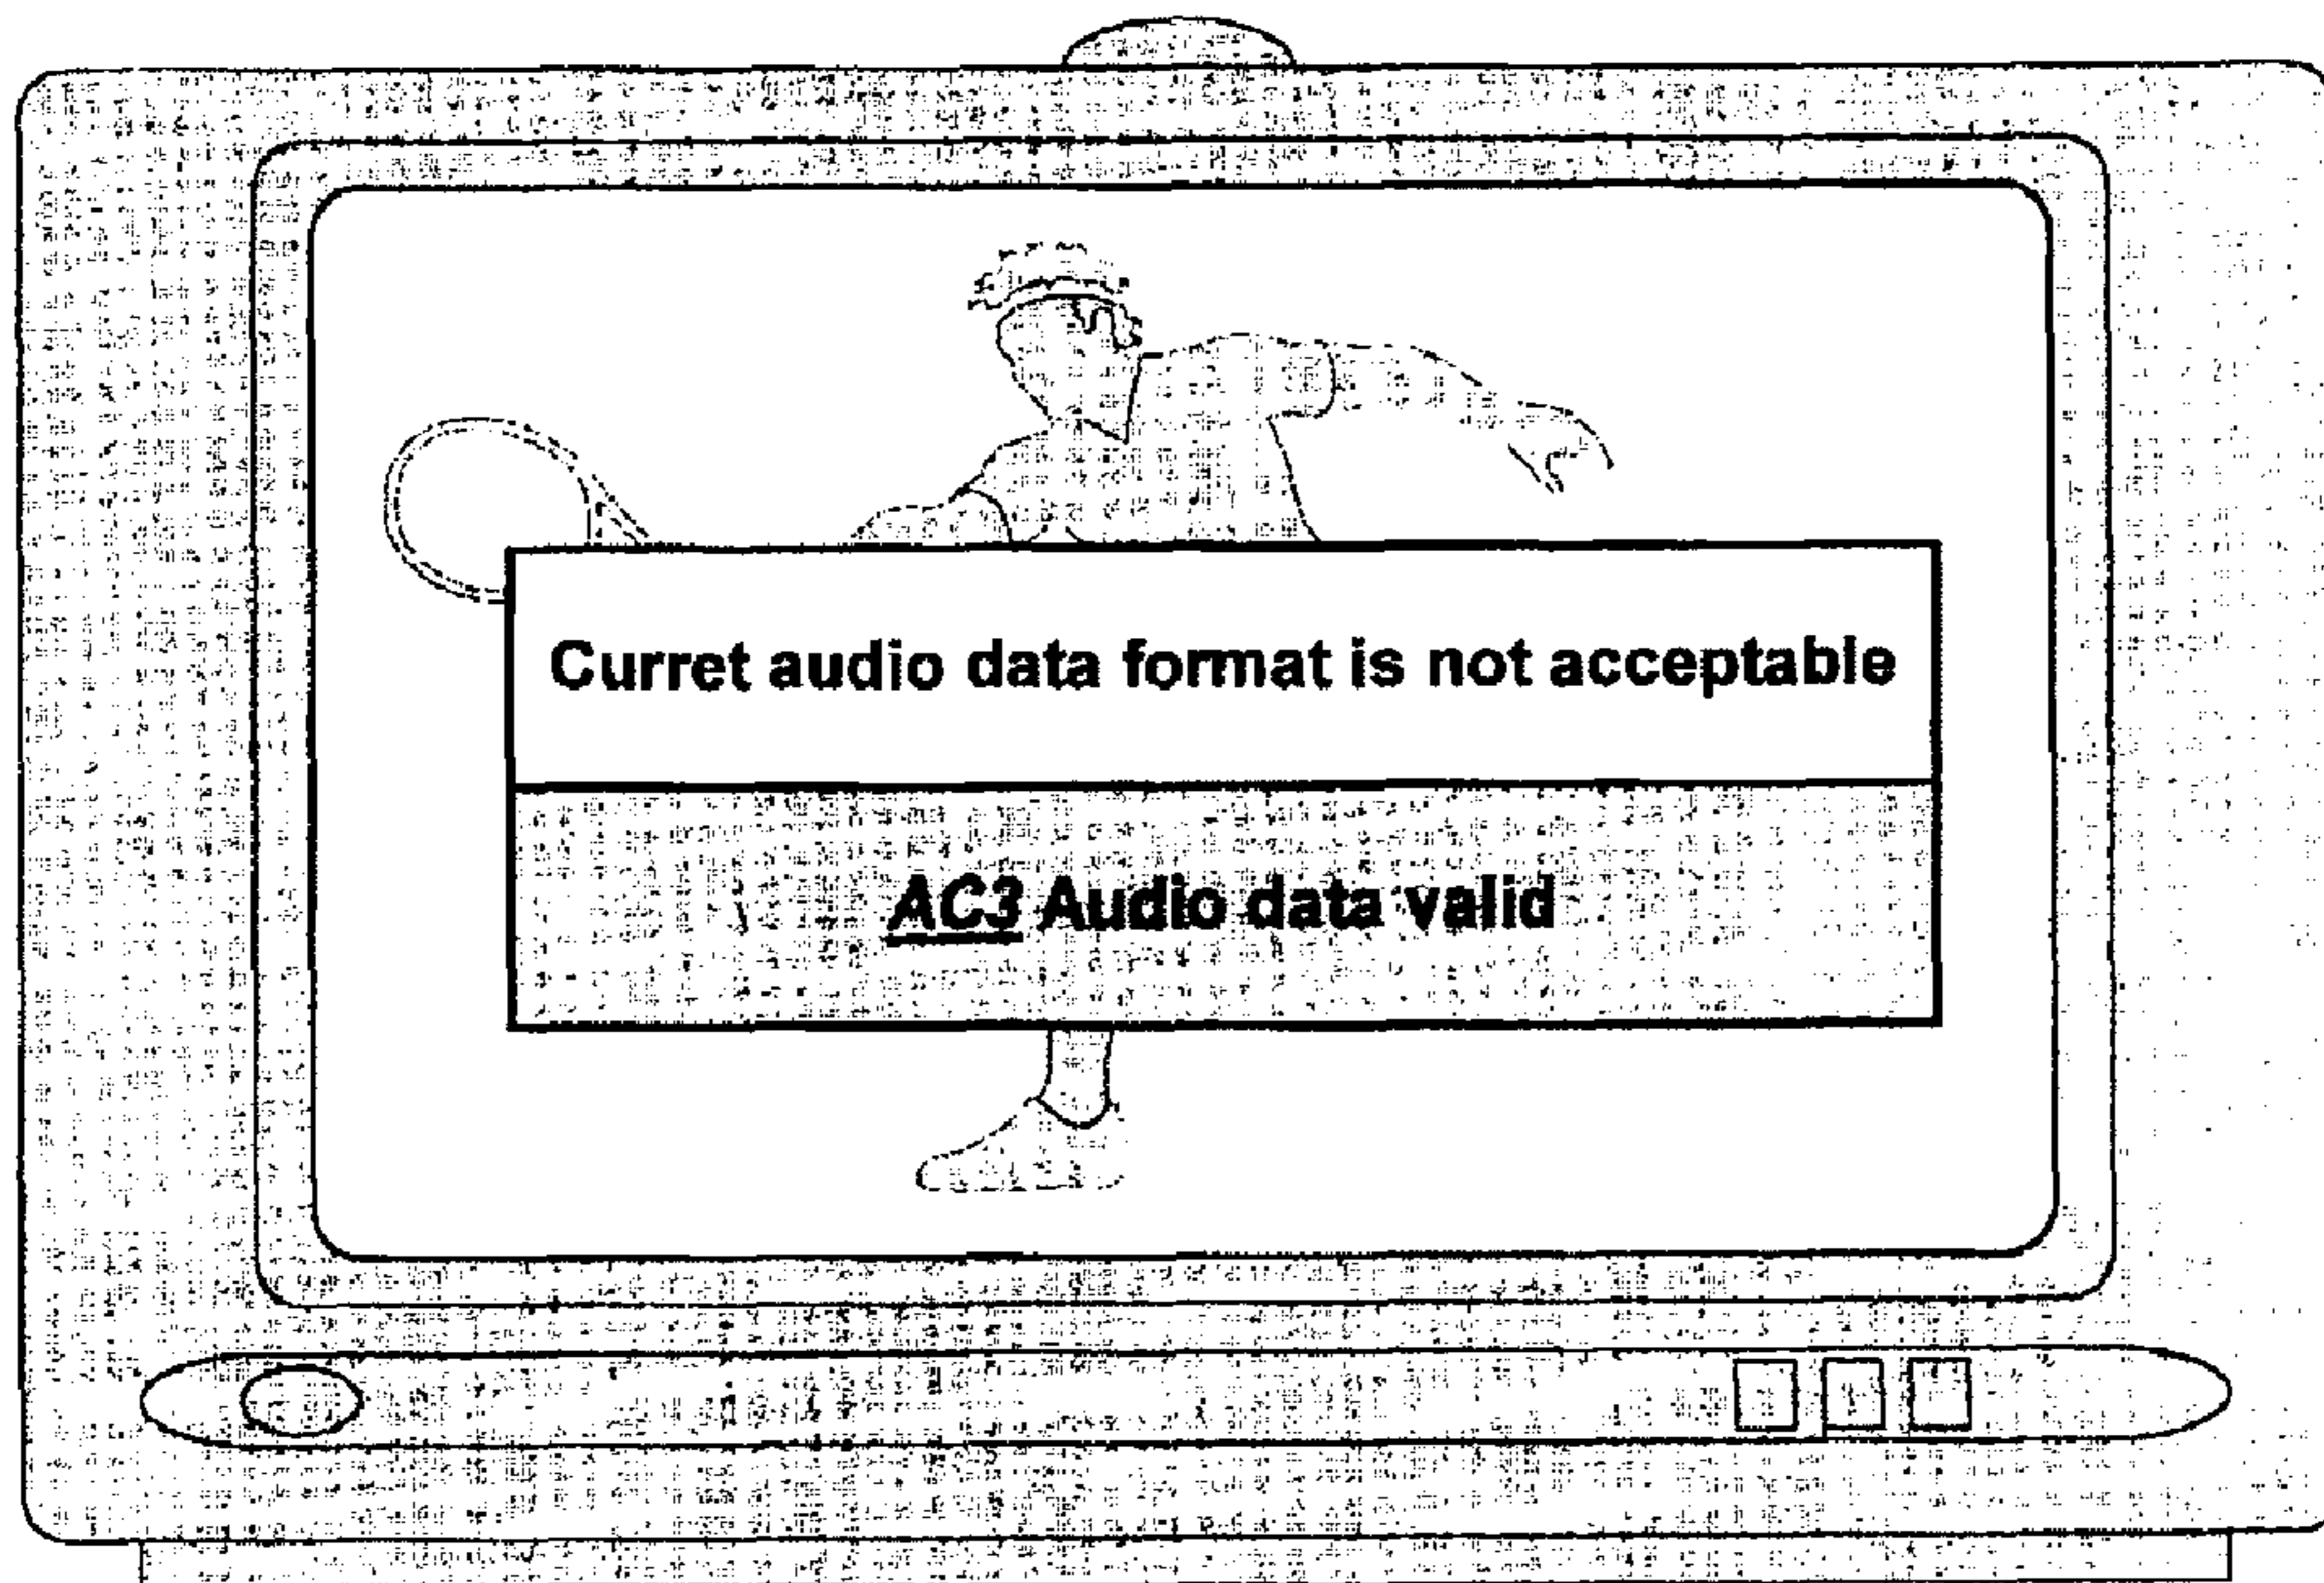 Curret audio data format is not acceptable
AC3 Audio data valid